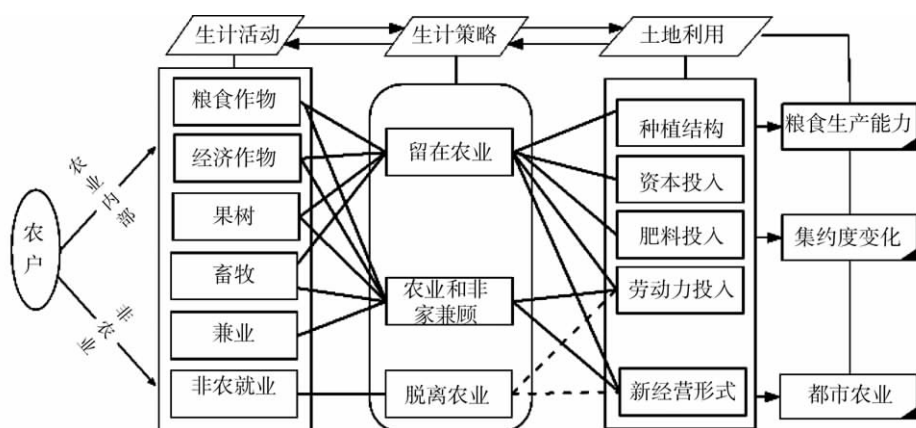 生计活动
生计策略
土地利用
粮食作物
经济作物
果树
畜牧
兼业
非农就业
农户
农业内部
非农业
留在农业
农业和非
家兼顾
脱离农业
种植结构
资本投入
肥料投入
劳动力投入
新经营形式
粮食生产能力
集约度变化
都市农业